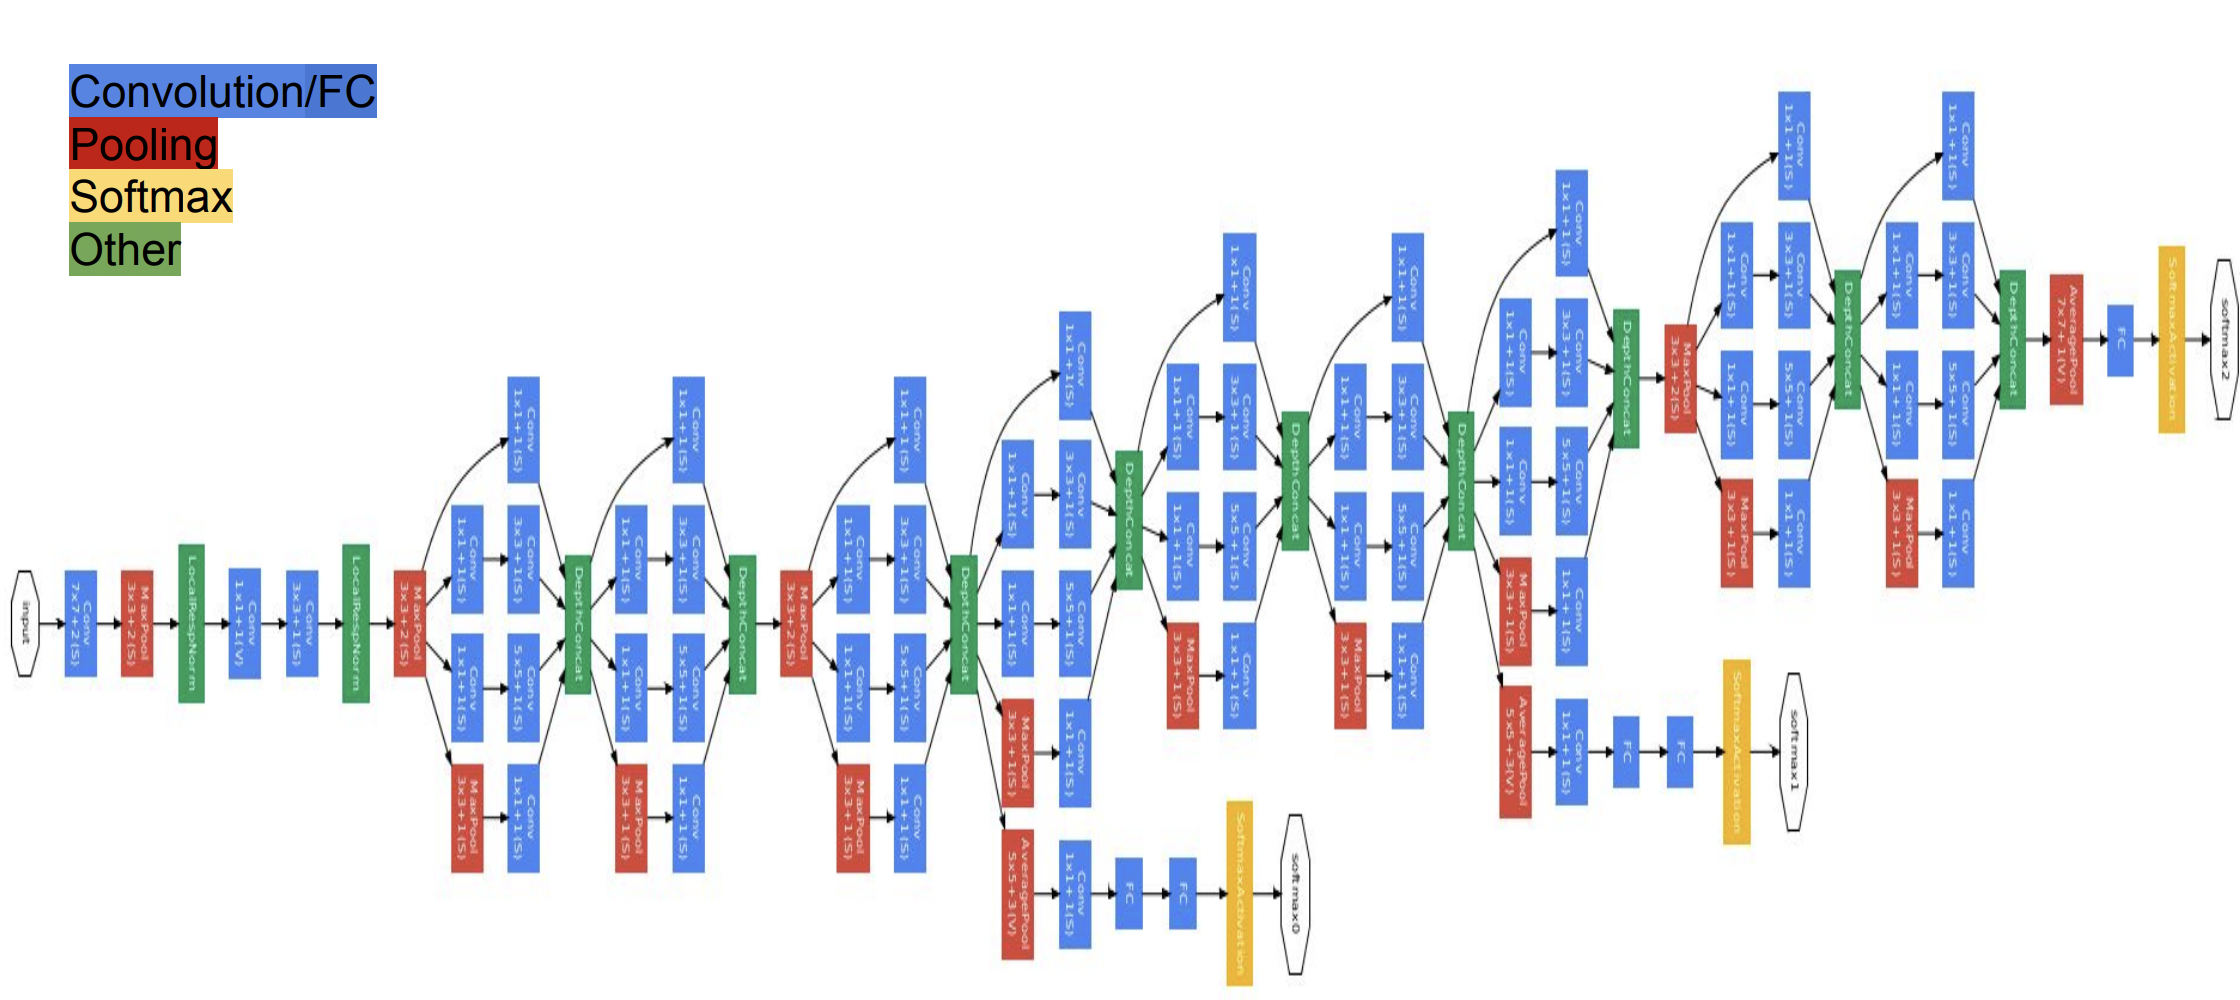 Convolution/FC
Pooling
Softmax
Other
input
Conv
7x7+2(S)
MaxPool
3x3+2(S)
LocalRespNorm
Conv
1x1+1(V)
Conv
3x3+1(S)
LocalRespNorm
MaxPool
3x3+2(S)
Conv
1x1+1(S)
Conv
1x1+1(S)
MaxPool
3x3+1(S)
Conv
1x1+1(S)
Conv
3x3+1(S)
Conv
5x5+1(S)
Conv
1x1+1(S)
DepthConcat
Conv
1x1+1(S)
Conv
1x1+1(S)
MaxPool
3x3+1(S)
Conv
1x1+1(S)
Conv
3x3+1(S)
Conv
5x5+1(S)
Conv
1x1+1(S)
DepthConcat
MaxPool
3x3+2(S)
Conv
1x1+1(S)
Conv
1x1+1(S)
MaxPool
3x3+1(S)
Conv
1x1+1(S)
Conv
3x3+1(S)
Conv
5x5+1(S)
Conv
1x1+1(S)
DepthConcat
Conv
1x1+1(S)
Conv
1x1+1(S)
MaxPool
3x3+1(S)
AveragePool
5x5+3(V)
Conv
1x1+1(S)
Conv
3x3+1(S)
Conv
5x5+1(S)
Conv
1x1+1(S)
Conv
1x1+1(S)
DepthConcat
FC
FC
SoftmaxActivation
softmax0
Conv
1x1+1(S)
Conv
1x1+1(S)
MaxPool
3x3+1(S)
Conv
1x1+1(S)
Conv
3x3+1(S)
Conv
5x5+1(S)
Conv
1x1+1(S)
DepthConcat
Conv
1x1+1(S)
Conv
1x1+1(S)
MaxPool
3x3+1(S)
Conv
1x1+1(S)
Conv
3x3+1(S)
Conv
5x5+1(S)
Conv
1x1+1(S)
DepthConcat
Conv
1x1+1(S)
Conv
1x1+1(S)
MaxPool
3x3+1(S)
AveragePool
5x5+3(V)
Conv
1x1+1(S)
Conv
3x3+1(S)
Conv
5x5+1(S)
Conv
1x1+1(S)
Conv
1x1+1(S)
DepthConcat
FC
FC
SoftmaxActivation
softmax1
MaxPool
3x3+2(S)
Conv
1x1+1(S)
Conv
1x1+1(S)
MaxPool
3x3+1(S)
Conv
1x1+1(S)
Conv
3x3+1(S)
Conv
5x5+1(S)
Conv
1x1+1(S)
DepthConcat
Conv
1x1+1(S)
Conv
1x1+1(S)
MaxPool
3x3+1(S)
Conv
1x1+1(S)
Conv
3x3+1(S)
Conv
5x5+1(S)
Conv
1x1+1(S)
DepthConcat
AveragePool
7x7+1(V)
FC
SoftmaxActivation
softmax2